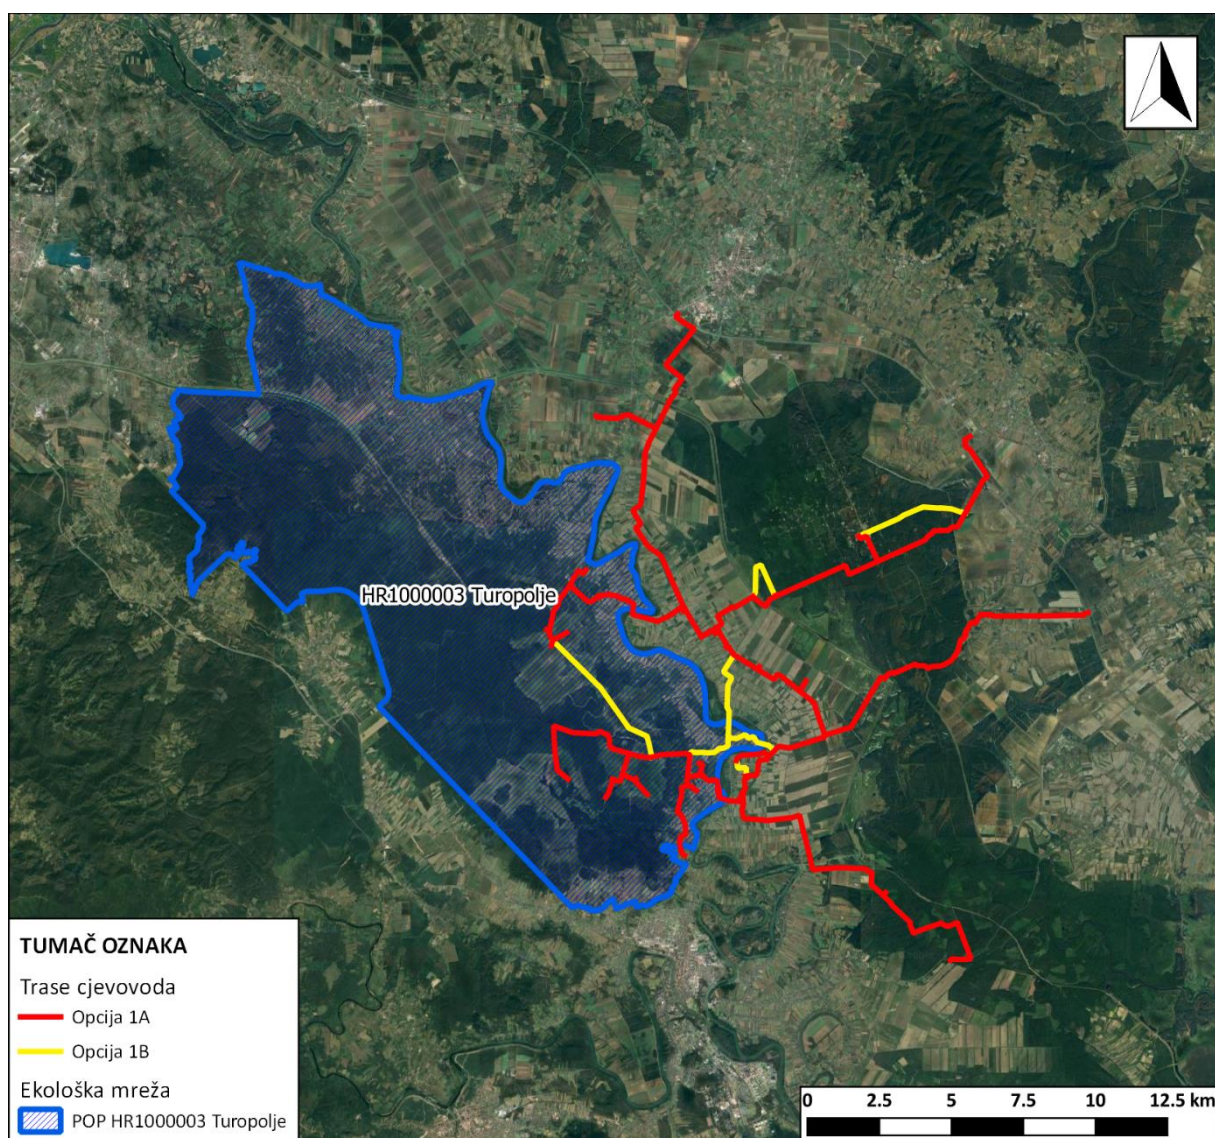 HR1000003 Turopolje
TUMAČ OZNAKA
Trase cjevovoda
Opcija 1A
Opcija 1B
Ekološka mreža
POP HR1000003 Turopolje
0 2.5 5 7.5 10 12.5 km